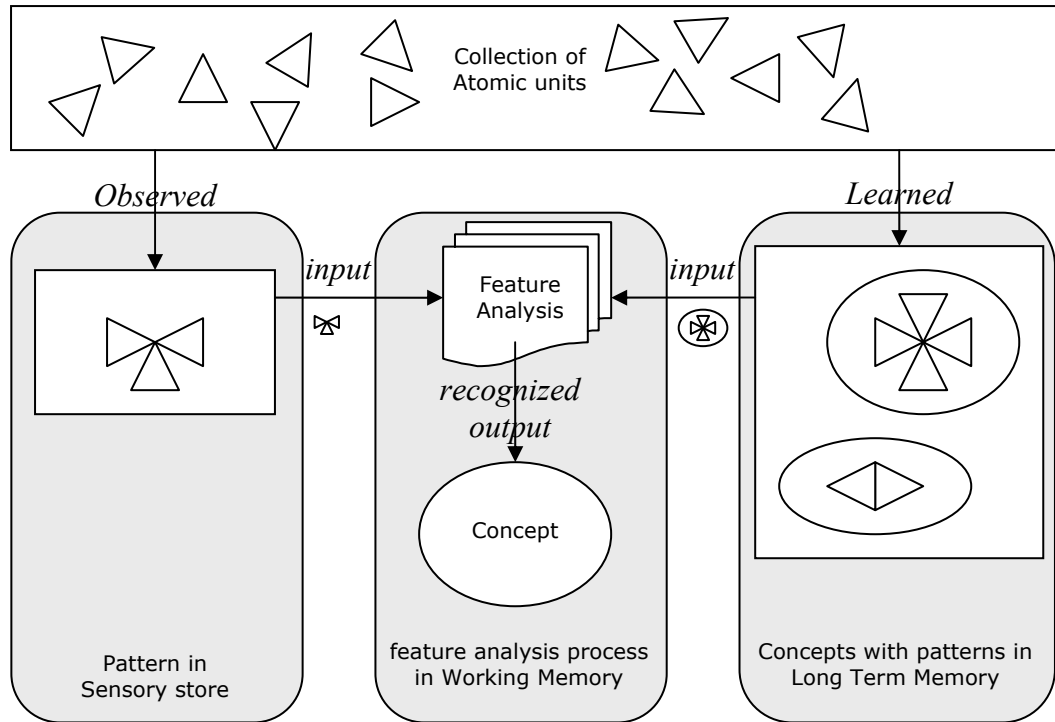 Collection of
Atomic units
Observed
Learned
input
input
Feature
Analysis
recognized
output
Concept
Pattern in
Sensory store
feature analysis process
in Working Memory
Concepts with patterns in
Long Term Memory